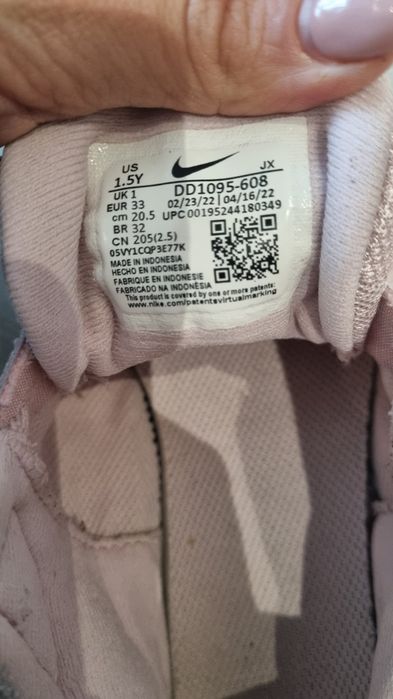 US JX
1.5Y DD1095-608
UK 1 02/23/22 | 04/16/22
EUR 33 UPC 00195244180349
cm 20.5
BR 32
CN 205(2.5)
05VY1CQP3E77K
MADE IN INDONESIA
HECHO EN INDONESIA
FABRIQUE EN INDONESIE
FABRICADO NA INDONÉSIA
This product is covered by one or more patents:
www.nike.com/patentsvirtualmarking